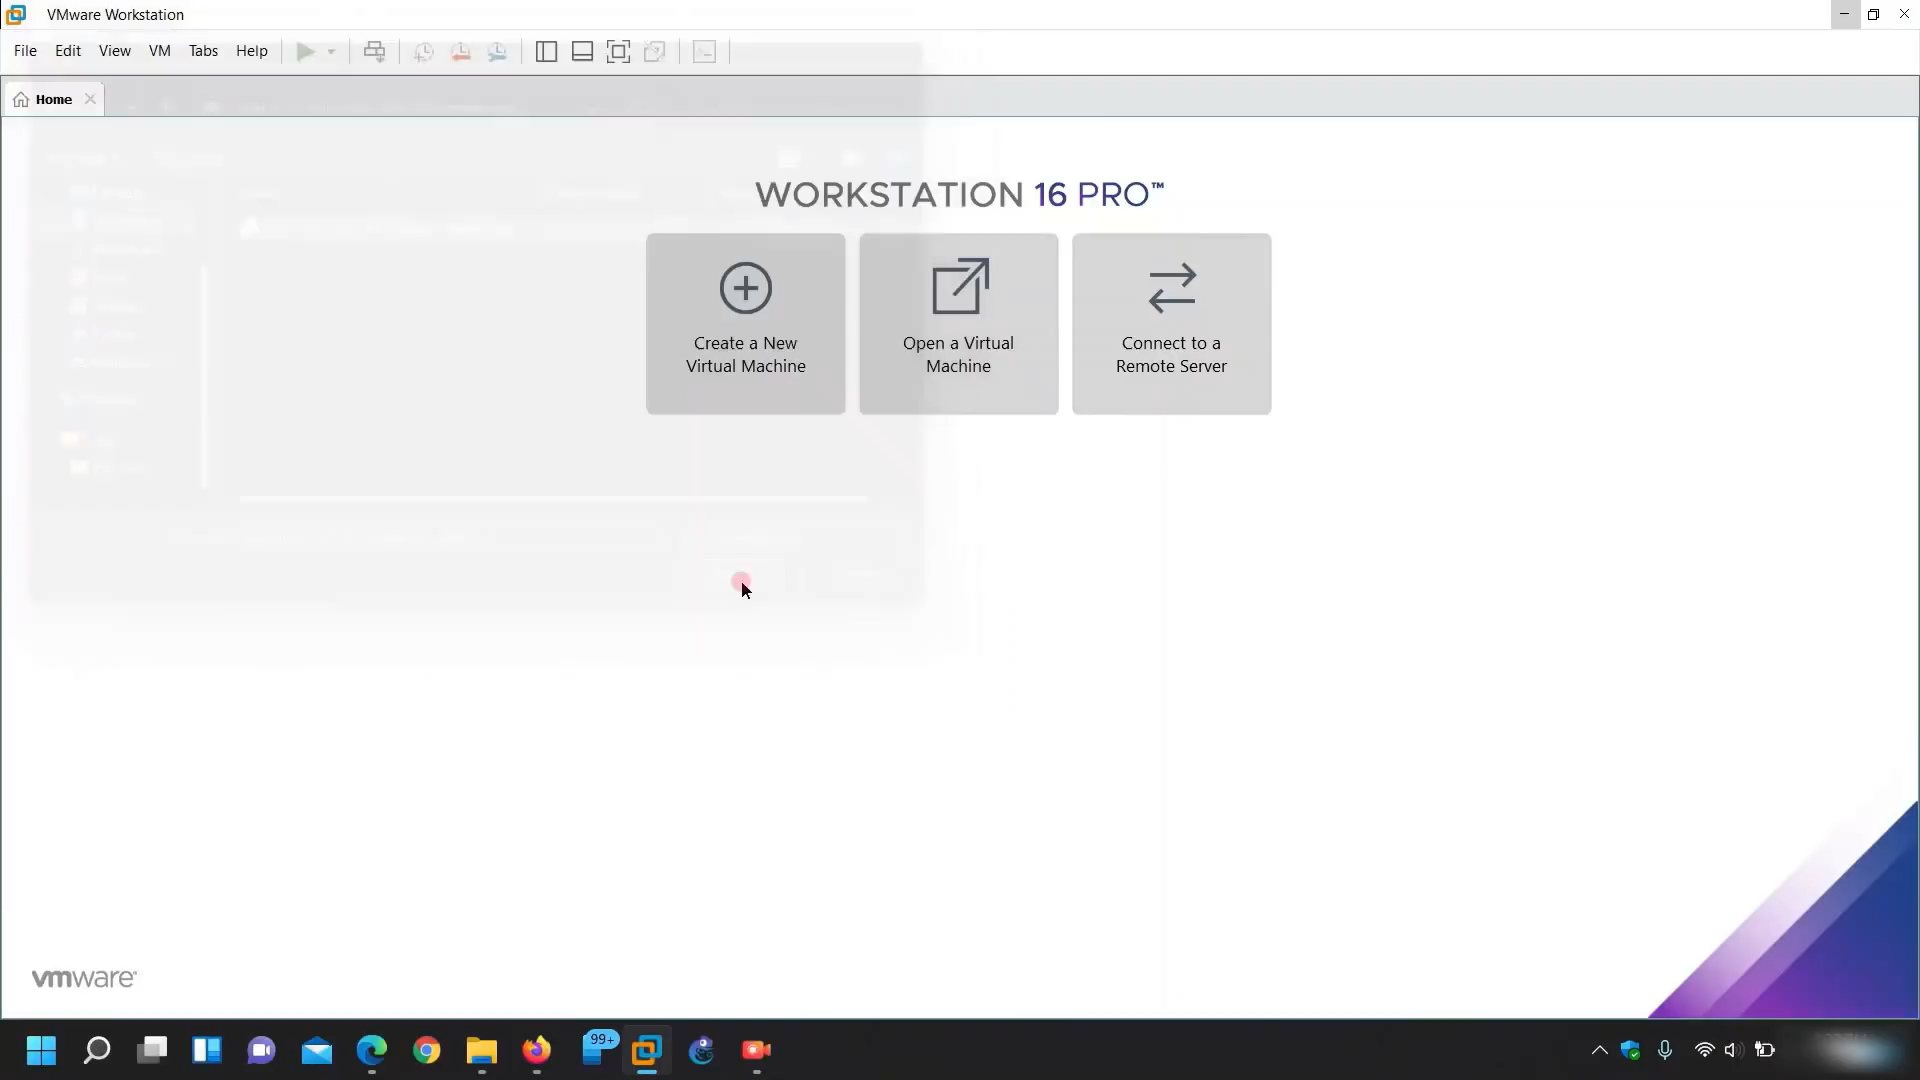 VMware Workstation
File Edit View VM Tabs Help
Home
WORKSTATION 16 PRO™
Create a New
Virtual Machine
Open a Virtual
Machine
Connect to a
Remote Server
vmware
99+